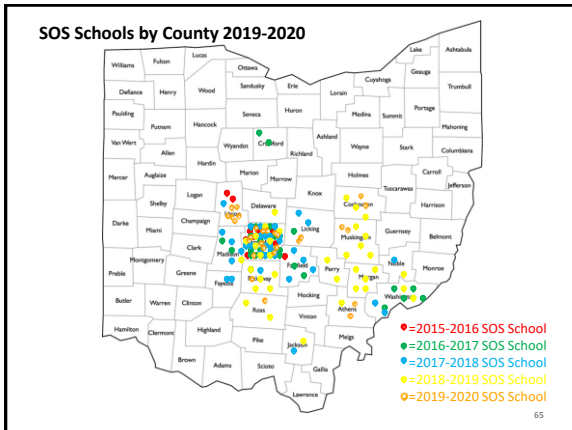 SOS Schools by County 2019-2020
Lake
Ashtabula
Lucas
Fulton
Williams
Ottawa
Geauga
Cuyahoga
Sandusky
Erie
Trumbull
Wood
Lorain
Defiance
Henry
Huron
Portage
Medina
Summit
Seneca
Paulding
Mahoning
Hancock
Putnam
Ashland
Van Wert
Wyandot
Crawford
Wayne
Stark
Columbiana
Richland
Allen
Hardin
Carroll
Marion
Holmes
Mercer
Auglaize
Morrow
Jefferson
Tuscarawas
Logan
Knox
Shelby
Coshocton
Harrison
Union
Delaware
Darke
Champaign
Licking
Miami
Muskingum
Guernsey
Belmont
Clark
Madison
Fairfield
Noble
Montgomery
Monroe
Preble
Greene
Perry
Morgan
Fayette
Pickaway
Hocking
Washington
Butler
Warren
Clinton
Ross
Athens
Vinton
Hamilton
Clermont
Highland
Meigs
Pike
Jackson
Brown
Adams
Scioto
Gallia
Lawrence
=2015-2016 SOS School
=2016-2017 SOS School
=2017-2018 SOS School
=2018-2019 SOS School
=2019-2020 SOS School
65